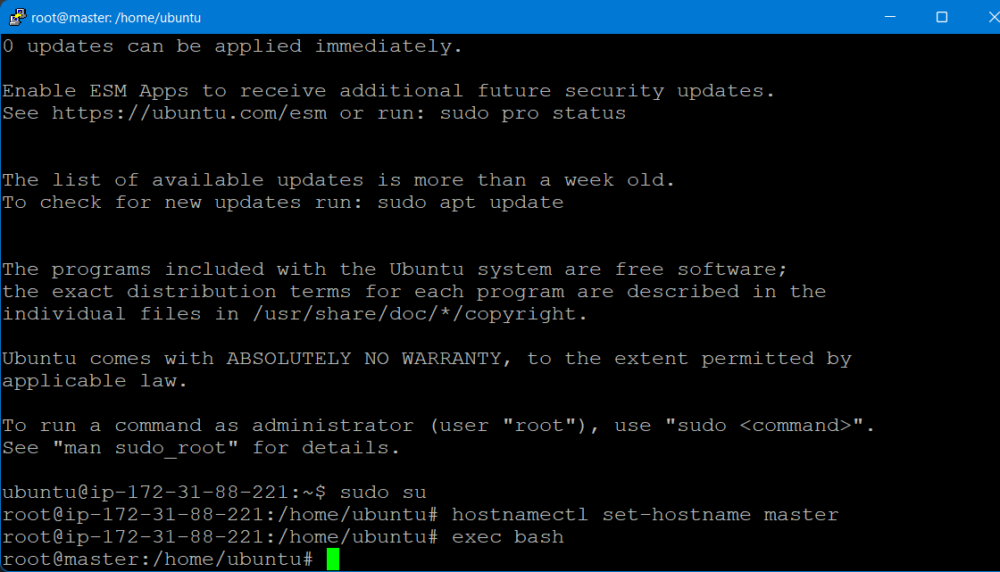 root@master: /home/ubuntu
0 updates can be applied immediately.
Enable ESM Apps to receive additional future security updates.
See https://ubuntu.com/esm or run: sudo pro status
The list of available updates is more than a week old.
To check for new updates run: sudo apt update
The programs included with the Ubuntu system are free software;
the exact distribution terms for each program are described in the
individual files in /usr/share/doc/*/copyright.
Ubuntu comes with ABSOLUTELY NO WARRANTY, to the extent permitted by
applicable law.
To run a command as administrator (user "root"), use "sudo <command>".
See "man sudo_root" for details.
ubuntu@ip-172-31-88-221:~$ sudo su
root@ip-172-31-88-221:/home/ubuntu# hostnamectl set-hostname master
root@ip-172-31-88-221:/home/ubuntu# exec bash
root@master:/home/ubuntu#